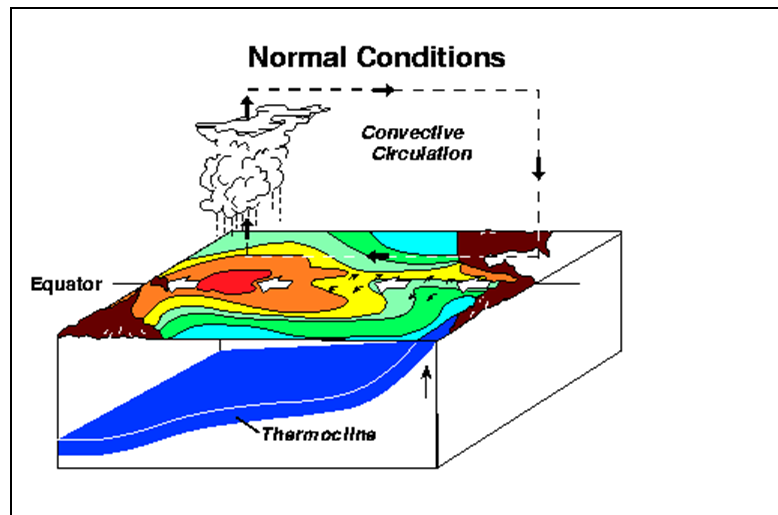 Normal Conditions
Convective
Circulation
Equator
Thermocline